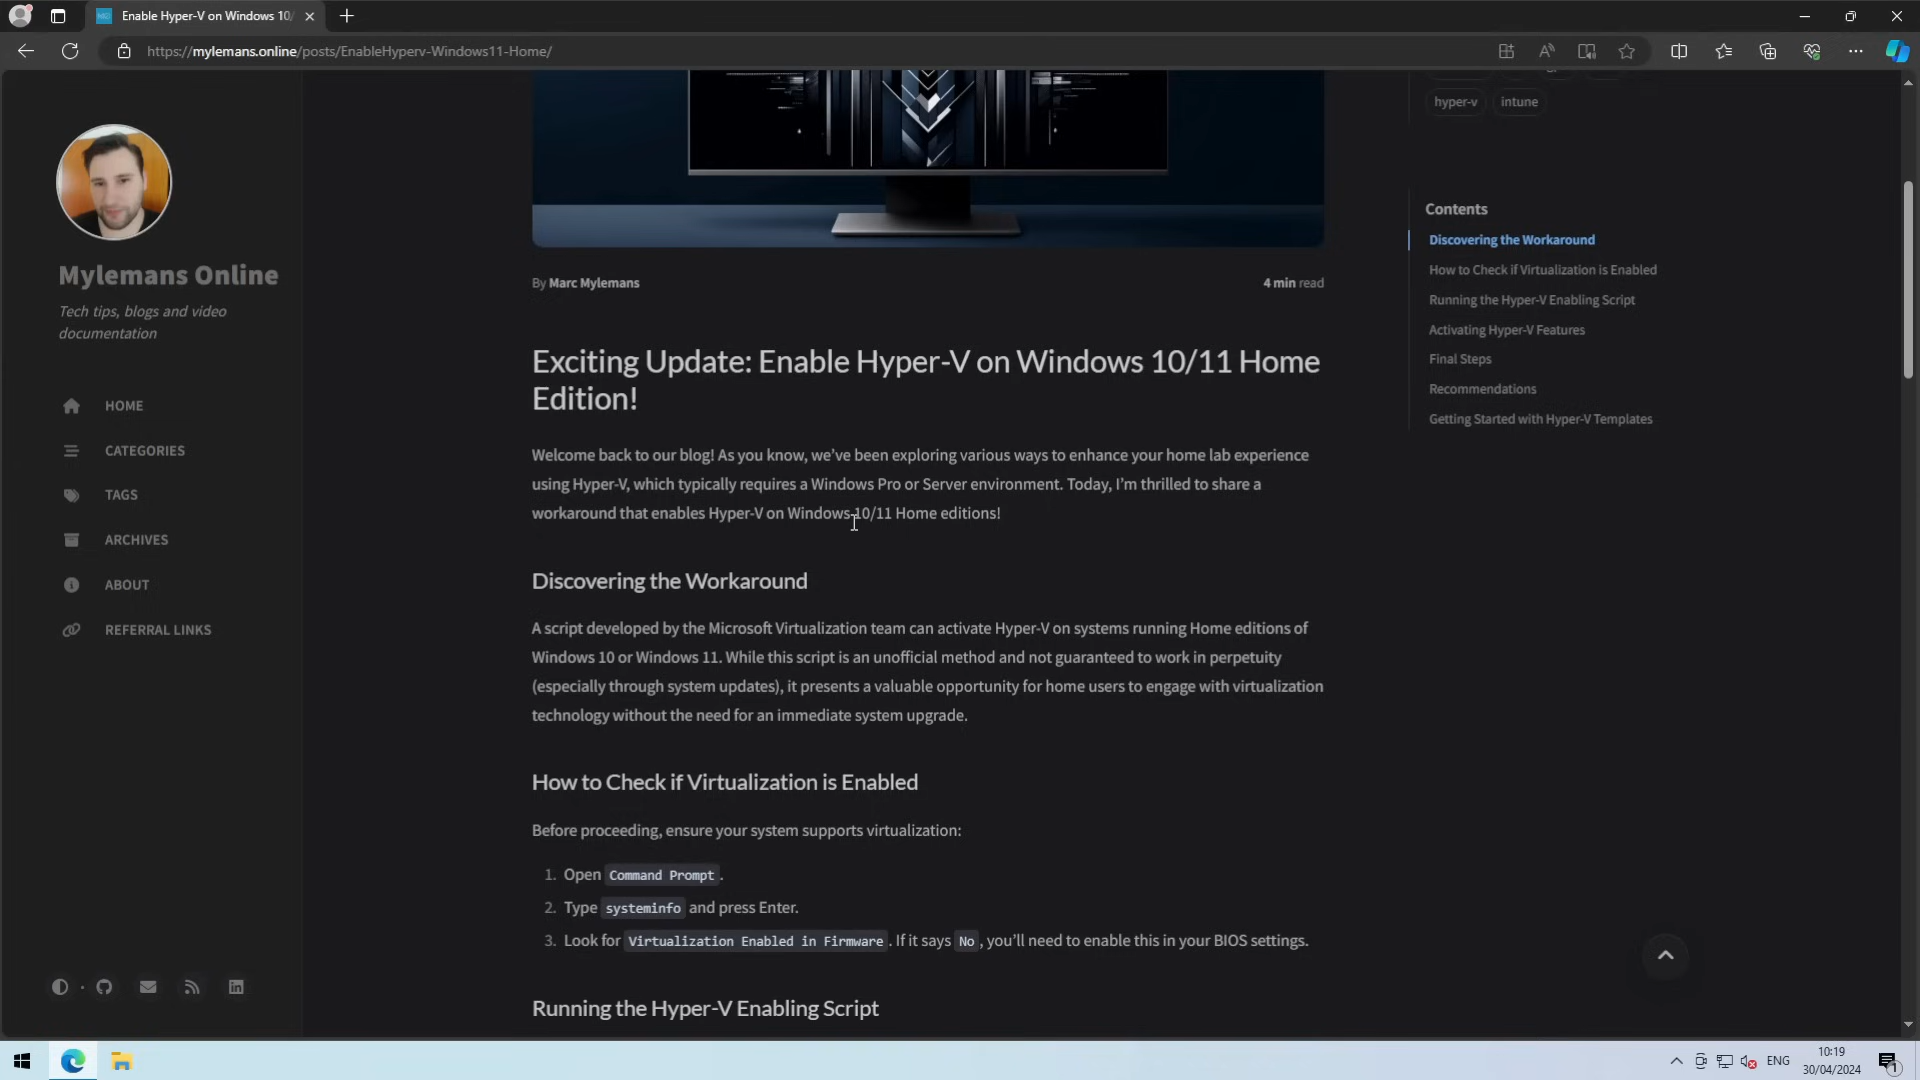 Enable Hyper-V on Windows 10/
https://mylemans.online/posts/EnableHyperv-Windows11-Home/
Mylemans Online
Tech tips, blogs and video
documentation
HOME
CATEGORIES
TAGS
ARCHIVES
ABOUT
REFERRAL LINKS
By Marc Mylemans
4 min read
Exciting Update: Enable Hyper-V on Windows 10/11 Home
Edition!
Welcome back to our blog! As you know, we've been exploring various ways to enhance your home lab experience
using Hyper-V, which typically requires a Windows Pro or Server environment. Today, I'm thrilled to share a
workaround that enables Hyper-V on Windows 10/11 Home editions!
Discovering the Workaround
A script developed by the Microsoft Virtualization team can activate Hyper-V on systems running Home editions of
Windows 10 or Windows 11. While this script is an unofficial method and not guaranteed to work in perpetuity
(especially through system updates), it presents a valuable opportunity for home users to engage with virtualization
technology without the need for an immediate system upgrade.
How to Check if Virtualization is Enabled
Before proceeding, ensure your system supports virtualization:
1. Open Command Prompt.
2. Type systeminfo and press Enter.
3. Look for Virtualization Enabled in Firmware. If it says No, you'll need to enable this in your BIOS settings.
Running the Hyper-V Enabling Script
hyper-v
intune
Contents
Discovering the Workaround
How to Check if Virtualization is Enabled
Running the Hyper-V Enabling Script
Activating Hyper-V Features
Final Steps
Recommendations
Getting Started with Hyper-V Templates
ENG
10:19
30/04/2024
1